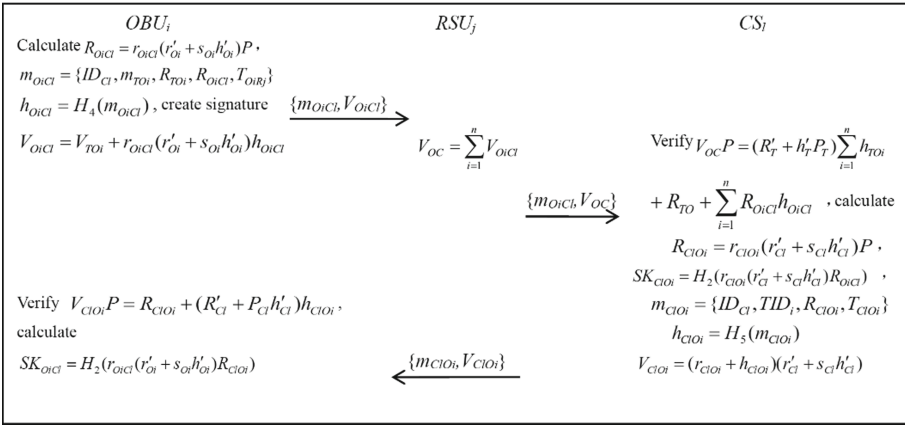 OBU_i RSU_j CS_l
Calculate R_{OiCl} = r_{OiCl}(r'_{Oi} + s_{Oi}h'_{Oi})P ,
m_{OiCl} = {ID_{Cl}, m_{TOi}, R_{TOi}, R_{OiCl}, T_{OiRj}}
h_{OiCl} = H_4(m_{OiCl}) , create signature
V_{OiCl} = V_{TOi} + r_{OiCl}(r'_{Oi} + s_{Oi}h'_{Oi})h_{OiCl}
{m_{OiCl}, V_{OiCl}}
V_{OC} = \sum_{i=1}^{n} V_{OiCl}
{m_{OiCl}, V_{OC}}
Verify V_{OC}P = (R'_T + h'_T P_T) \sum_{i=1}^{n} h_{TOi}
+ R_{TO} + \sum_{i=1}^{n} R_{OiCl}h_{OiCl} , calculate
R_{ClOi} = r_{ClOi}(r'_{Cl} + s_{Cl}h'_{Cl})P ,
SK_{ClOi} = H_2(r_{ClOi}(r'_{Cl} + s_{Cl}h'_{Cl})R_{OiCl}) ,
m_{ClOi} = {ID_{Cl}, TID_i, R_{ClOi}, T_{ClOi}}
h_{ClOi} = H_5(m_{ClOi})
V_{ClOi} = (r_{ClOi} + h_{ClOi})(r'_{Cl} + s_{Cl}h'_{Cl})
{m_{ClOi}, V_{ClOi}}
Verify V_{ClOi}P = R_{ClOi} + (R'_{Cl} + P_{Cl}h'_{Cl})h_{ClOi} ,
calculate
SK_{OiCl} = H_2(r_{OiCl}(r'_{Oi} + s_{Oi}h'_{Oi})R_{ClOi})